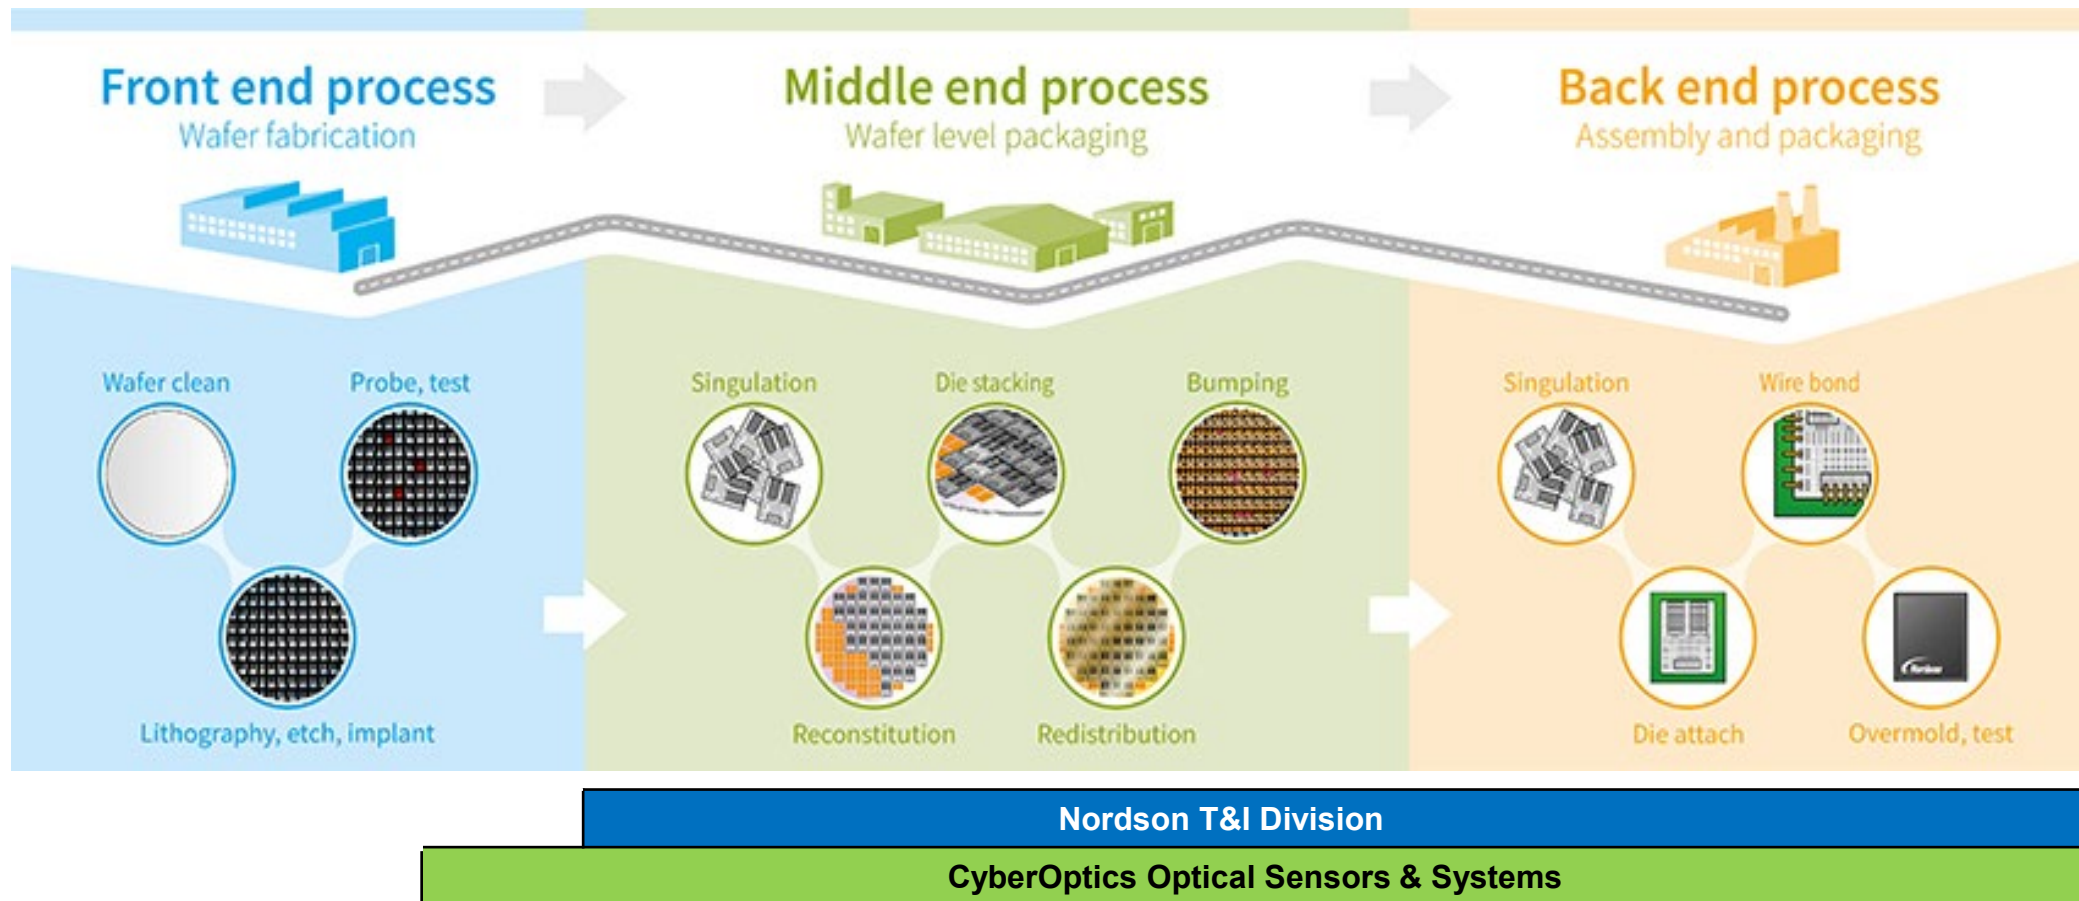 Front end process
Wafer fabrication
Middle end process
Wafer level packaging
Back end process
Assembly and packaging
Wafer clean
Probe, test
Lithography, etch, implant
Singulation
Die stacking
Bumping
Reconstitution
Redistribution
Singulation
Wire bond
Die attach
Overmold, test
Nordson
Nordson T&I Division
CyberOptics Optical Sensors & Systems